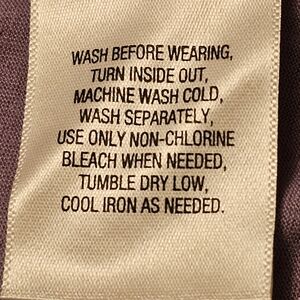 WASH BEFORE WEARING,
TURN INSIDE OUT,
MACHINE WASH COLD,
WASH SEPARATELY,
USE ONLY NON-CHLORINE
BLEACH WHEN NEEDED,
TUMBLE DRY LOW,
COOL IRON AS NEEDED.